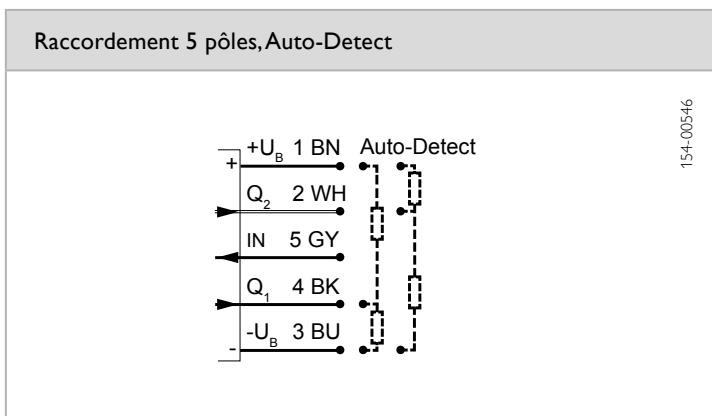 Raccordement 5 pôles, Auto-Detect
154-00546
+U_B 1 BN Auto-Detect
+
Q_2 2 WH
IN 5 GY
Q_1 4 BK
-U_B 3 BU
-